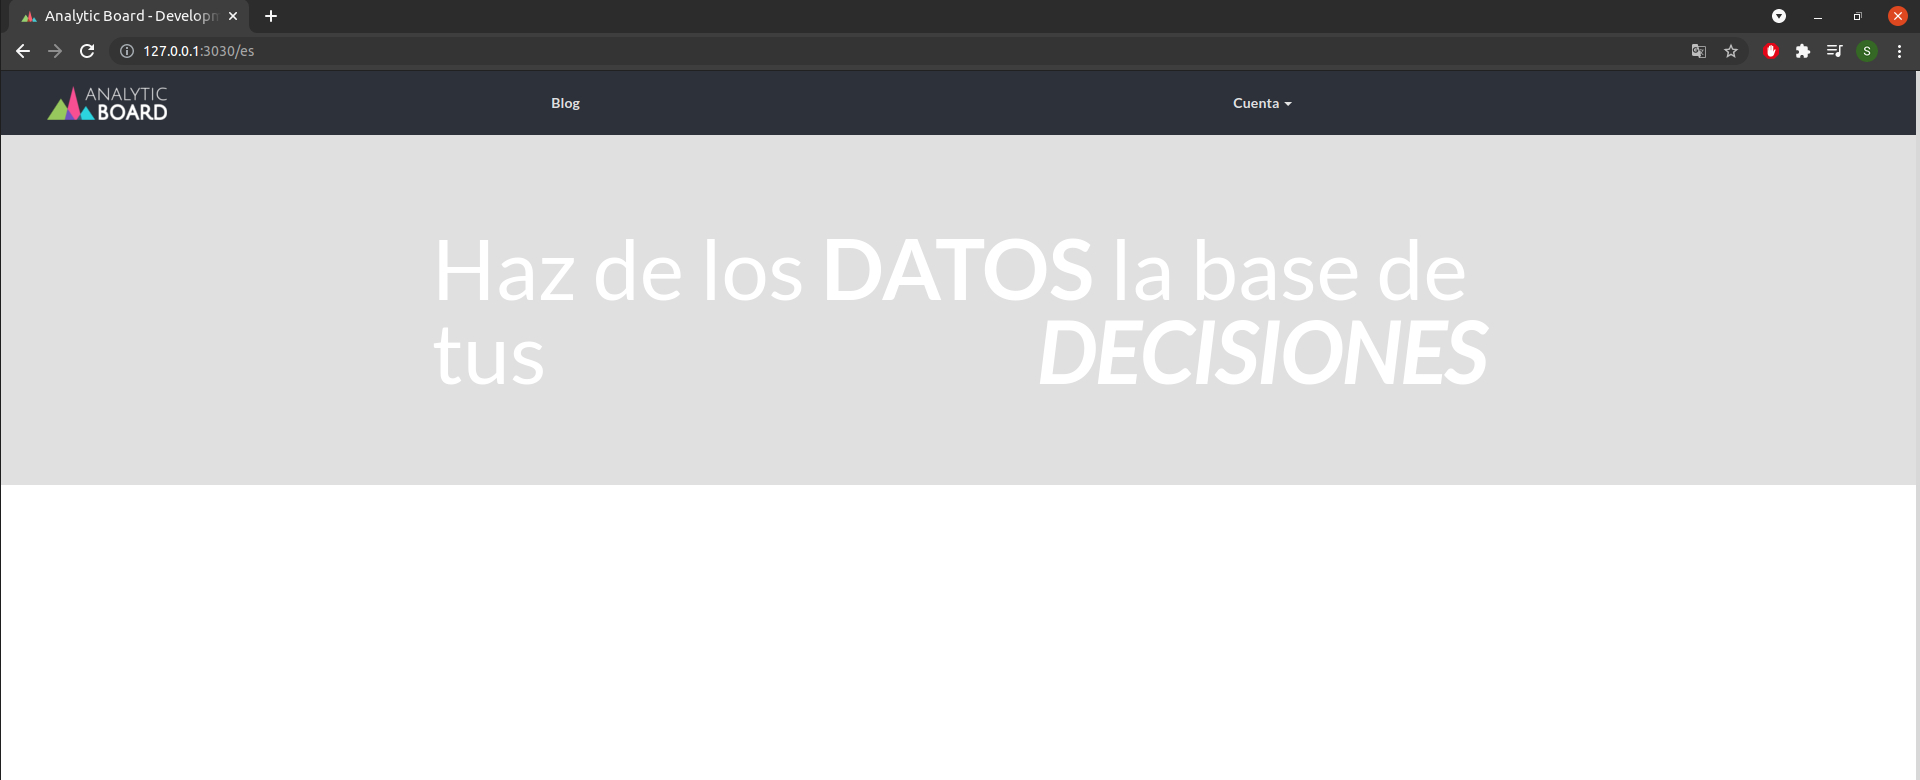 Analytic Board - Developm
127.0.0.1:3030/es
S
ANALYTIC
BOARD
Blog
Cuenta
Haz de los DATOS la base de
tus DECISIONES